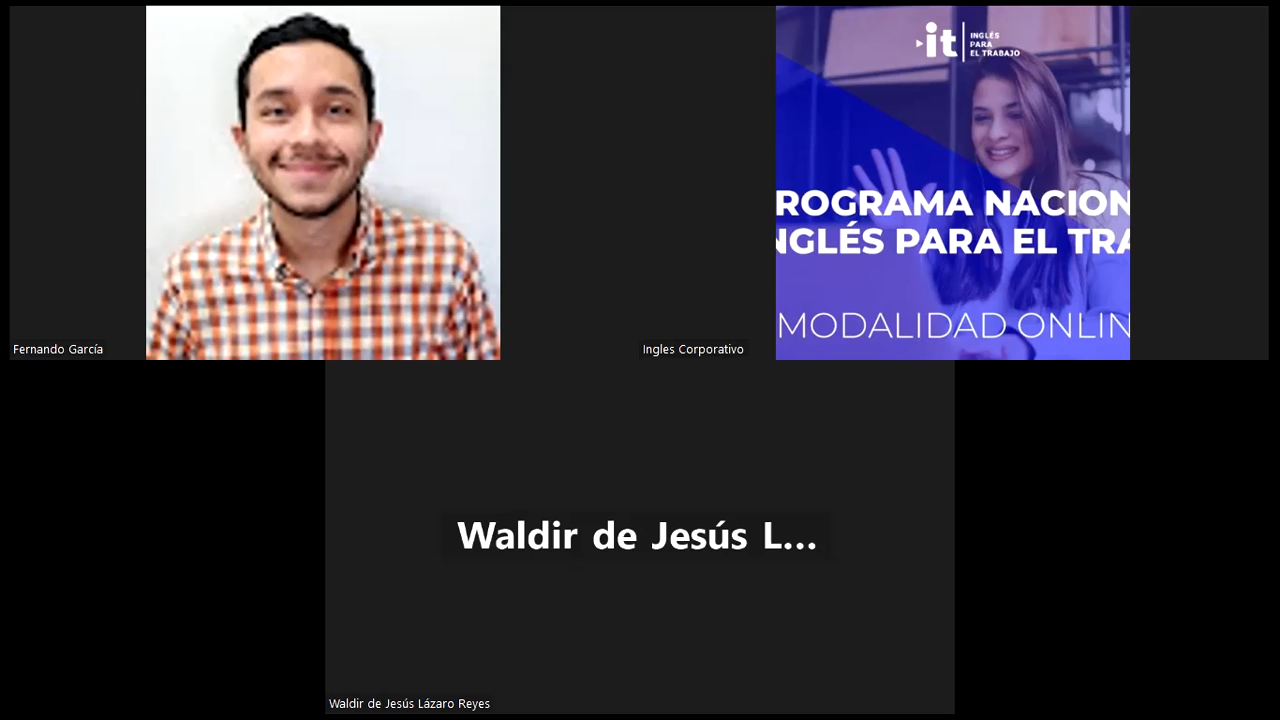 it
INGLÉS
PARA
EL TRABAJO
ROGRAMA NACION
NGLÉS PARA EL TRA
MODALIDAD ONLIN
Fernando García
Ingles Corporativo
Waldir de Jesús L...
Waldir de Jesús Lázaro Reyes